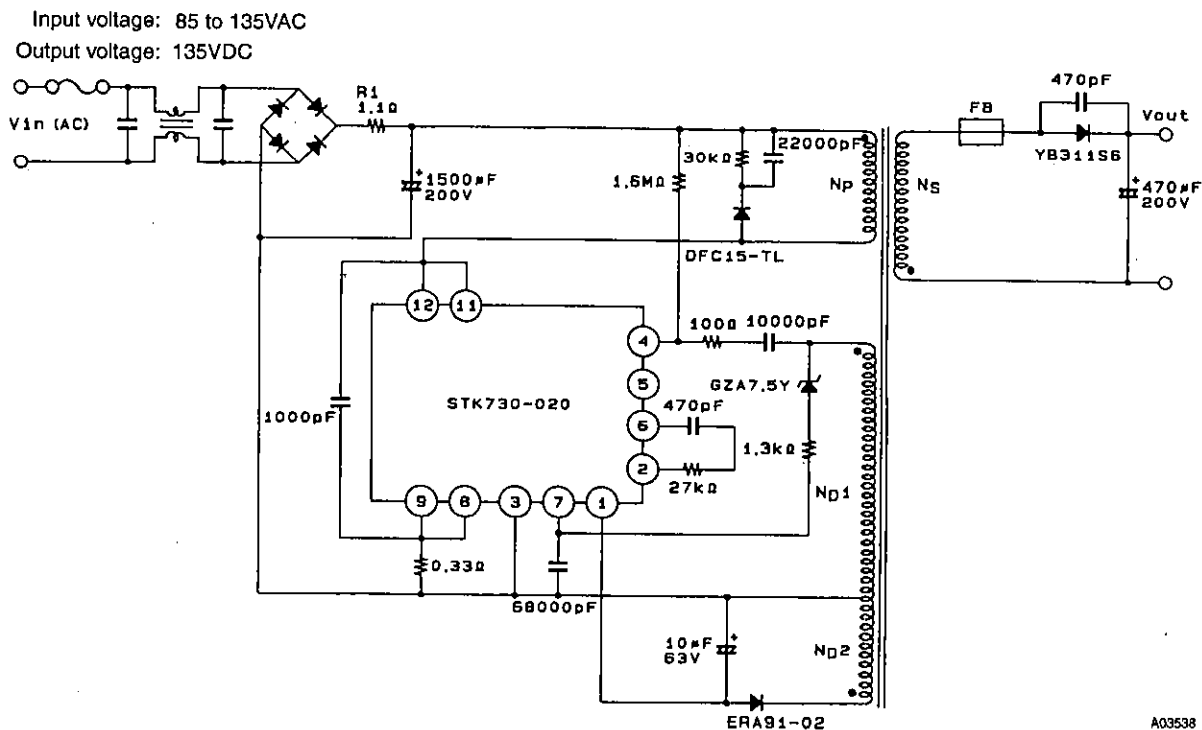 Input voltage: 85 to 135VAC
Output voltage: 135VDC
Vin (AC)
R1
1.1Ω
1500µF
200V
1.6MΩ
30kΩ
22000pF
DFC15-TL
NP
NS
FB
470pF
YB311S6
Vout
470µF
200V
12
11
4
5
6
2
9
8
3
7
1
STK730-020
1000pF
100Ω
10000pF
GZA7.5Y
1.3kΩ
470pF
27kΩ
ND1
0.33Ω
68000pF
10µF
63V
ND2
ERA91-02
A03538